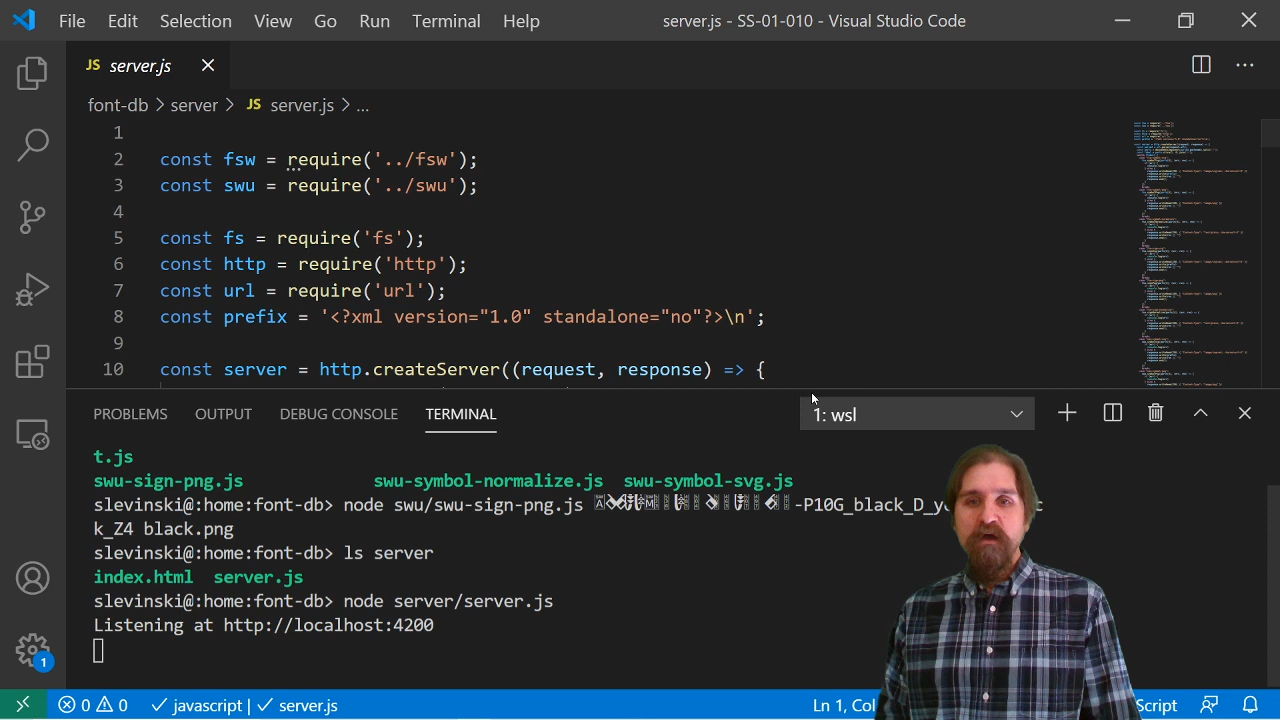 File Edit Selection View Go Run Terminal Help server.js - SS-01-010 - Visual Studio Code
JS server.js
font-db > server > JS server.js > ...
1
2 const fsw = require('../fsw');
3 const swu = require('../swu');
4
5 const fs = require('fs');
6 const http = require('http');
7 const url = require('url');
8 const prefix = '<?xml version="1.0" standalone="no"?>\n';
9
10 const server = http.createServer((request, response) => {
PROBLEMS OUTPUT DEBUG CONSOLE TERMINAL 1: wsl
t.js
swu-sign-png.js swu-symbol-normalize.js swu-symbol-svg.js
slevinski@:home:font-db> node swu/swu-sign-png.js -P10G_black_D_
k_Z4 black.png
slevinski@:home:font-db> ls server
index.html server.js
slevinski@:home:font-db> node server/server.js
Listening at http://localhost:4200
1
0 0 javascript | server.js Ln 1, Col Script